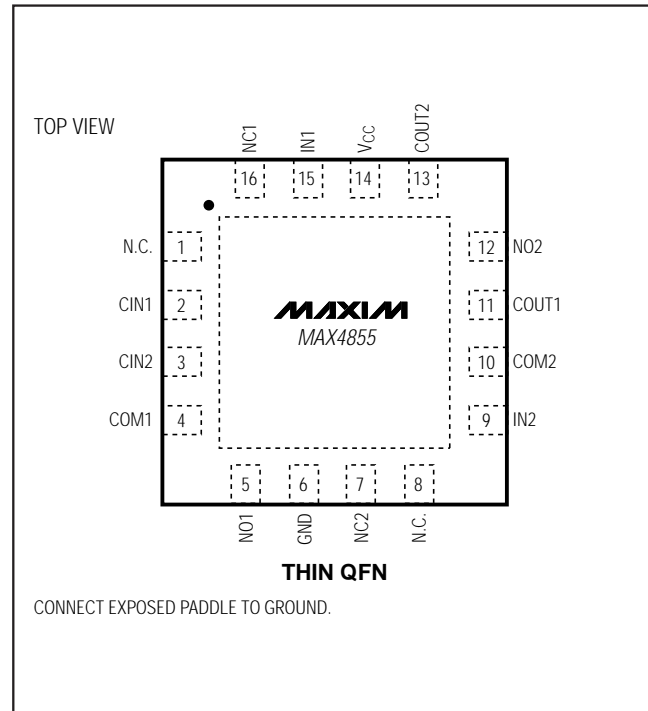 TOP VIEW
NC1
IN1
VCC
COUT2
16
15
14
13
N.C. 1
CIN1 2
CIN2 3
COM1 4
MAXIM
MAX4855
12 NO2
11 COUT1
10 COM2
9 IN2
5
6
7
8
NO1
GND
NC2
N.C.
THIN QFN
CONNECT EXPOSED PADDLE TO GROUND.